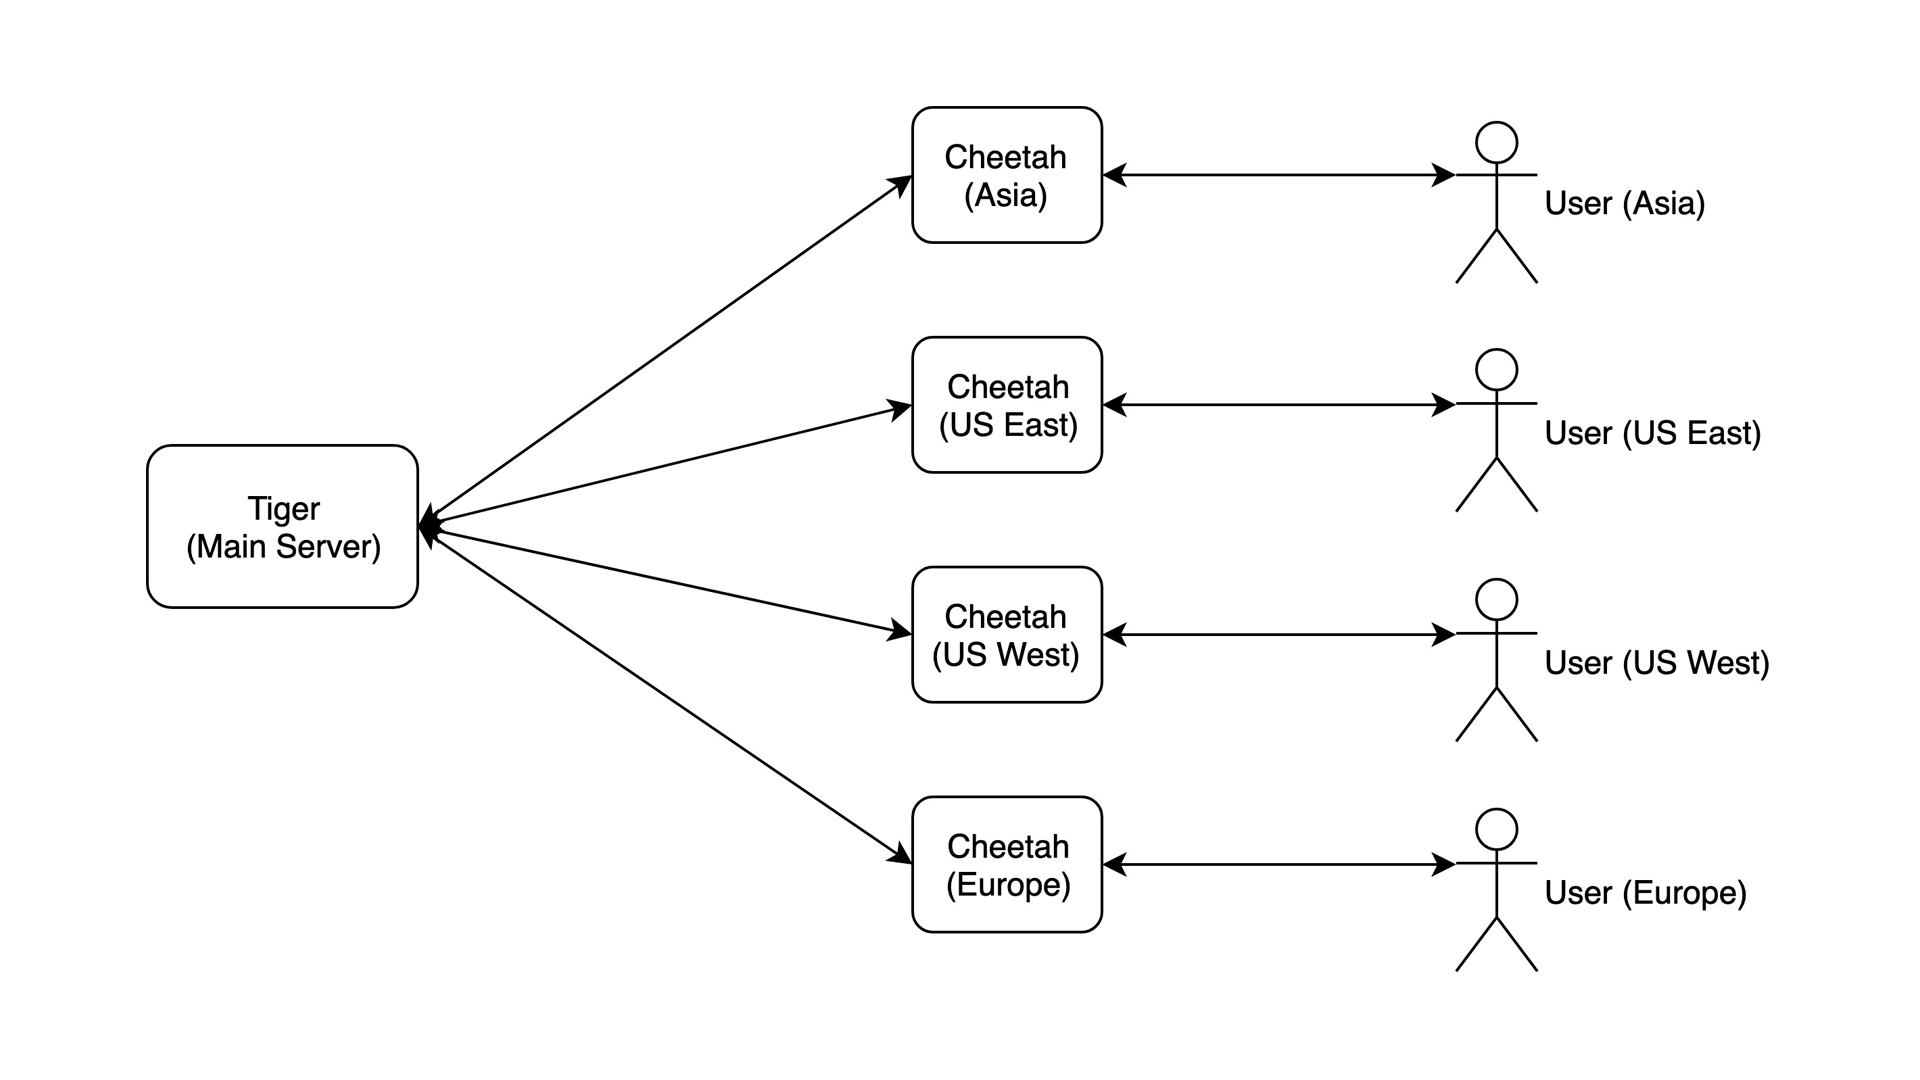 Cheetah
(Asia)
User (Asia)
Cheetah
(US East)
User (US East)
Tiger
(Main Server)
Cheetah
(US West)
User (US West)
Cheetah
(Europe)
User (Europe)